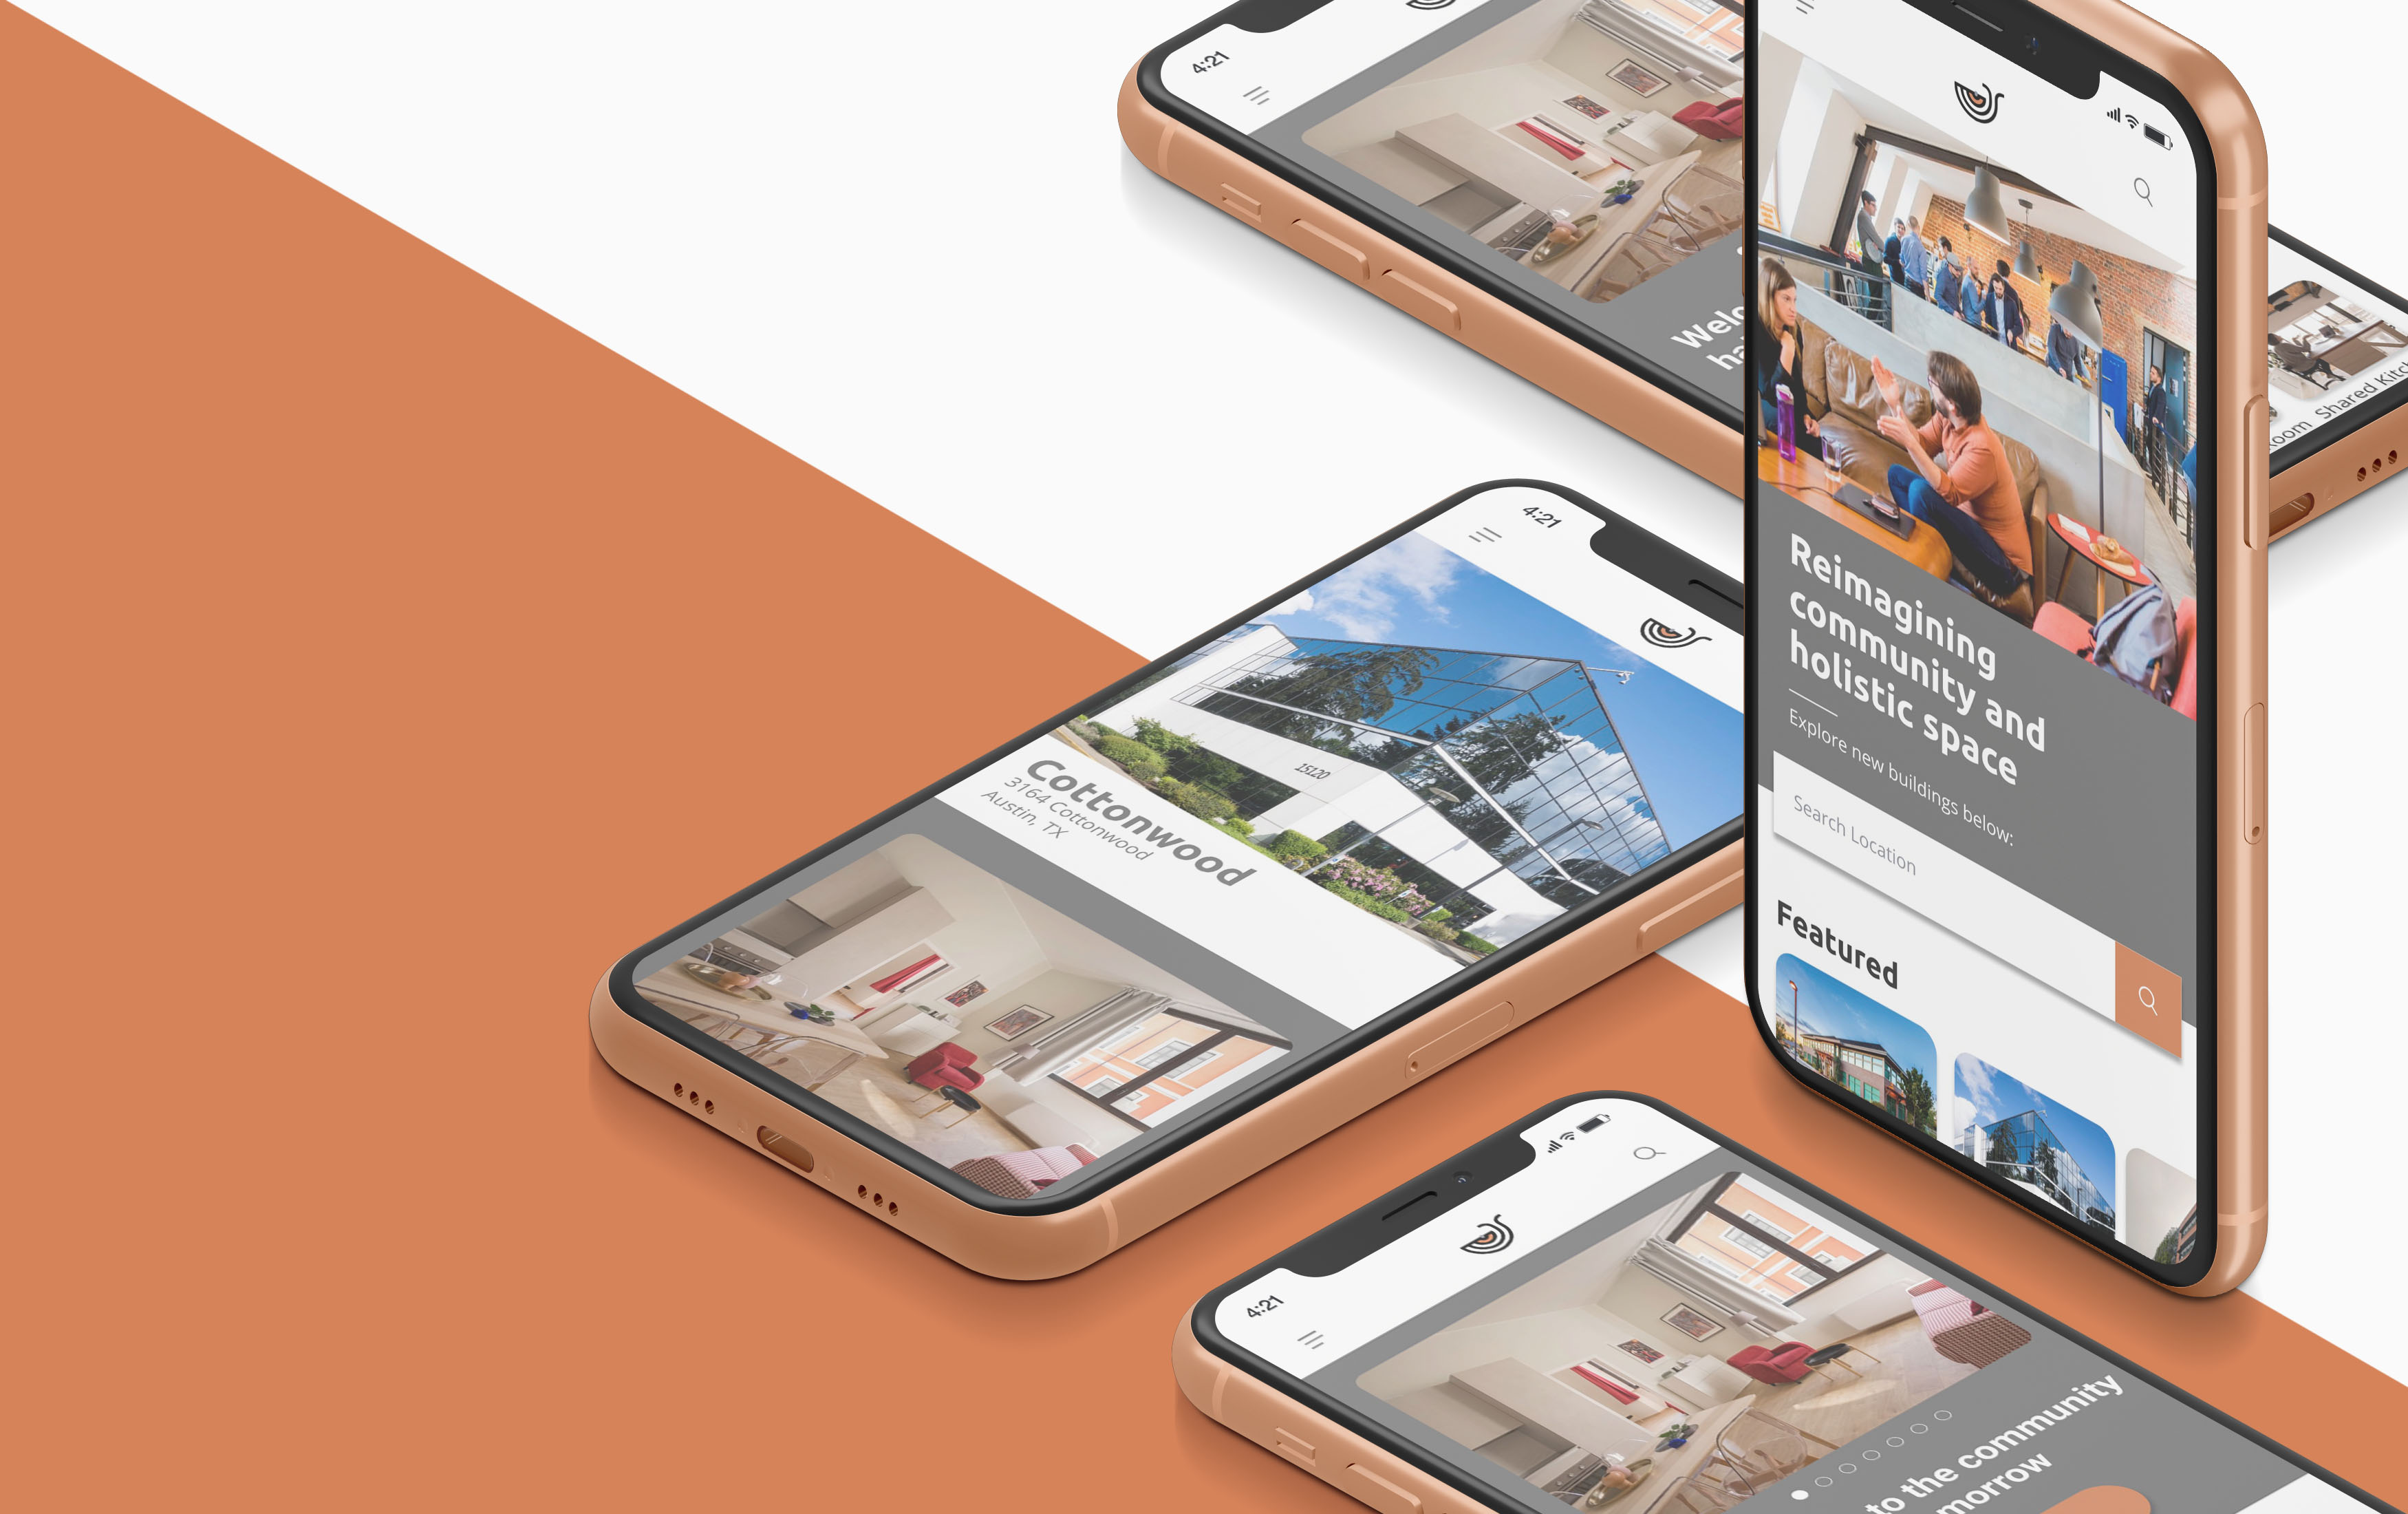 4:21
Welc
ha
oom
Shared Kitc
Reimagining
community and
holistic space
Explore new buildings below:
Search Location
Featured
4:21
15120
Cottonwood
3164 Cottonwood
Austin, TX
4:21
to the community
morrow